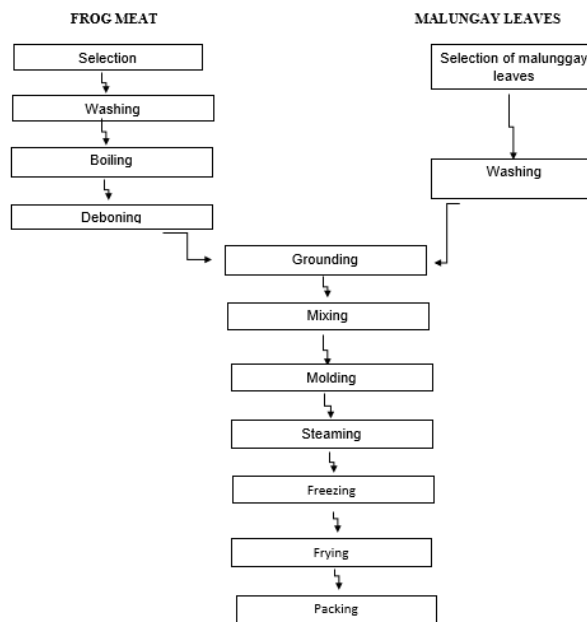 FROG MEAT
Selection
Washing
Boiling
Deboning
MALUNGAY LEAVES
Selection of malunggay
leaves
Washing
Grounding
Mixing
Molding
Steaming
Freezing
Frying
Packing